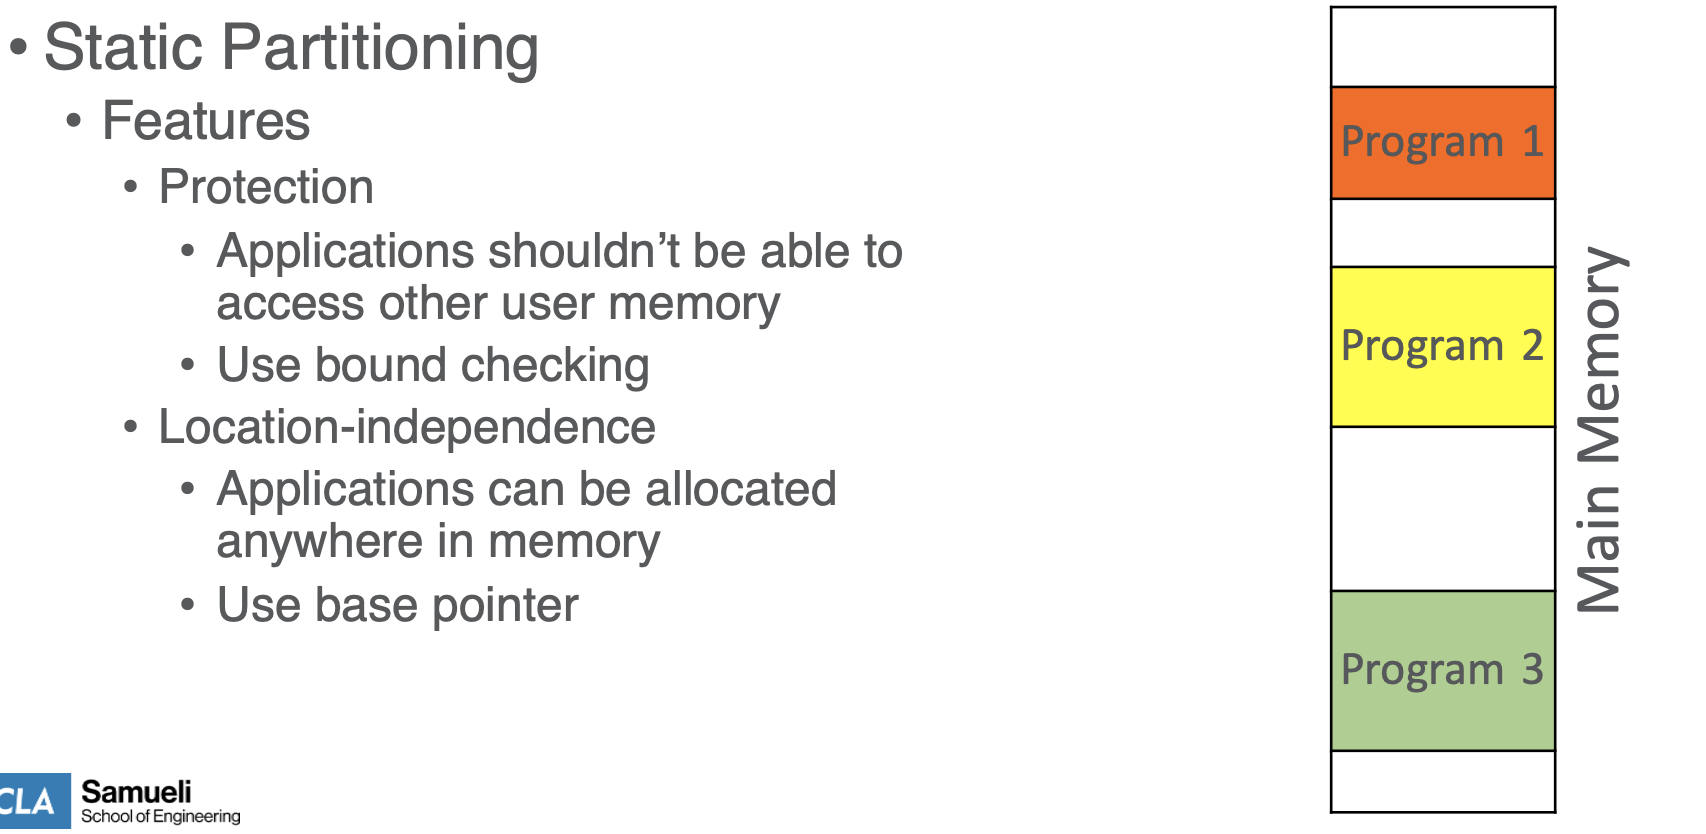 • Static Partitioning
• Features
• Protection
• Applications shouldn’t be able to
access other user memory
• Use bound checking
• Location-independence
• Applications can be allocated
anywhere in memory
• Use base pointer
Program 1
Program 2
Program 3
Main Memory
CLA
Samueli
School of Engineering